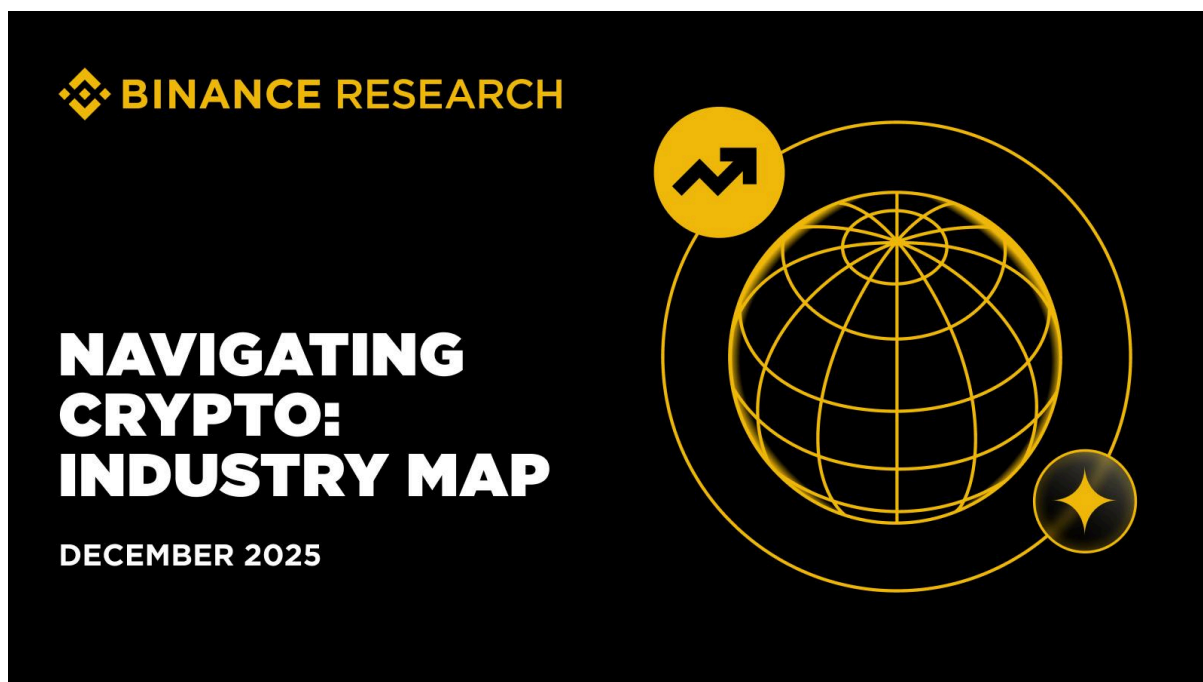 BINANCE RESEARCH
NAVIGATING
CRYPTO:
INDUSTRY MAP
DECEMBER 2025